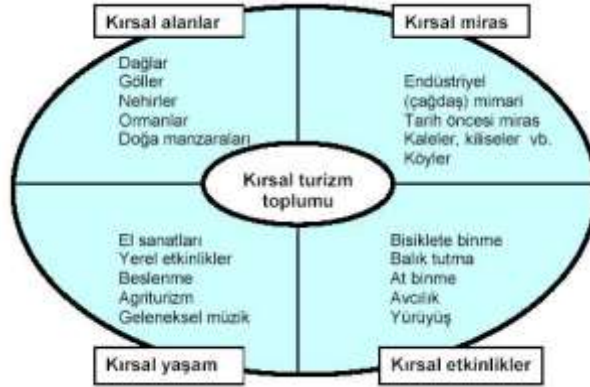 Kırsal alanlar
Dağlar
Göller
Nehirler
Ormanlar
Doğa manzaraları
Kırsal miras
Endüstriyel
(çağdaş) mimari
Tarih öncesi miras
Kaleler, kiliseler vb.
Köyler
Kırsal turizm
toplumu
El sanatları
Yerel etkinlikler
Beslenme
Agriturizm
Geleneksel müzik
Kırsal yaşam
Bisiklete binme
Balık tutma
At binme
Avcılık
Yürüyüş
Kırsal etkinlikler